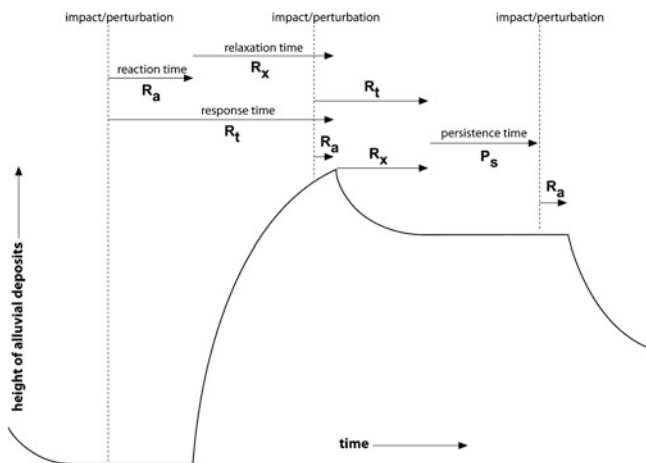 impact/perturbation impact/perturbation impact/perturbation
relaxation time
Rx
reaction time
Ra
Rt
response time
Rt
persistence time
Ps
Ra
Rx
Ra
height of alluvial deposits
time